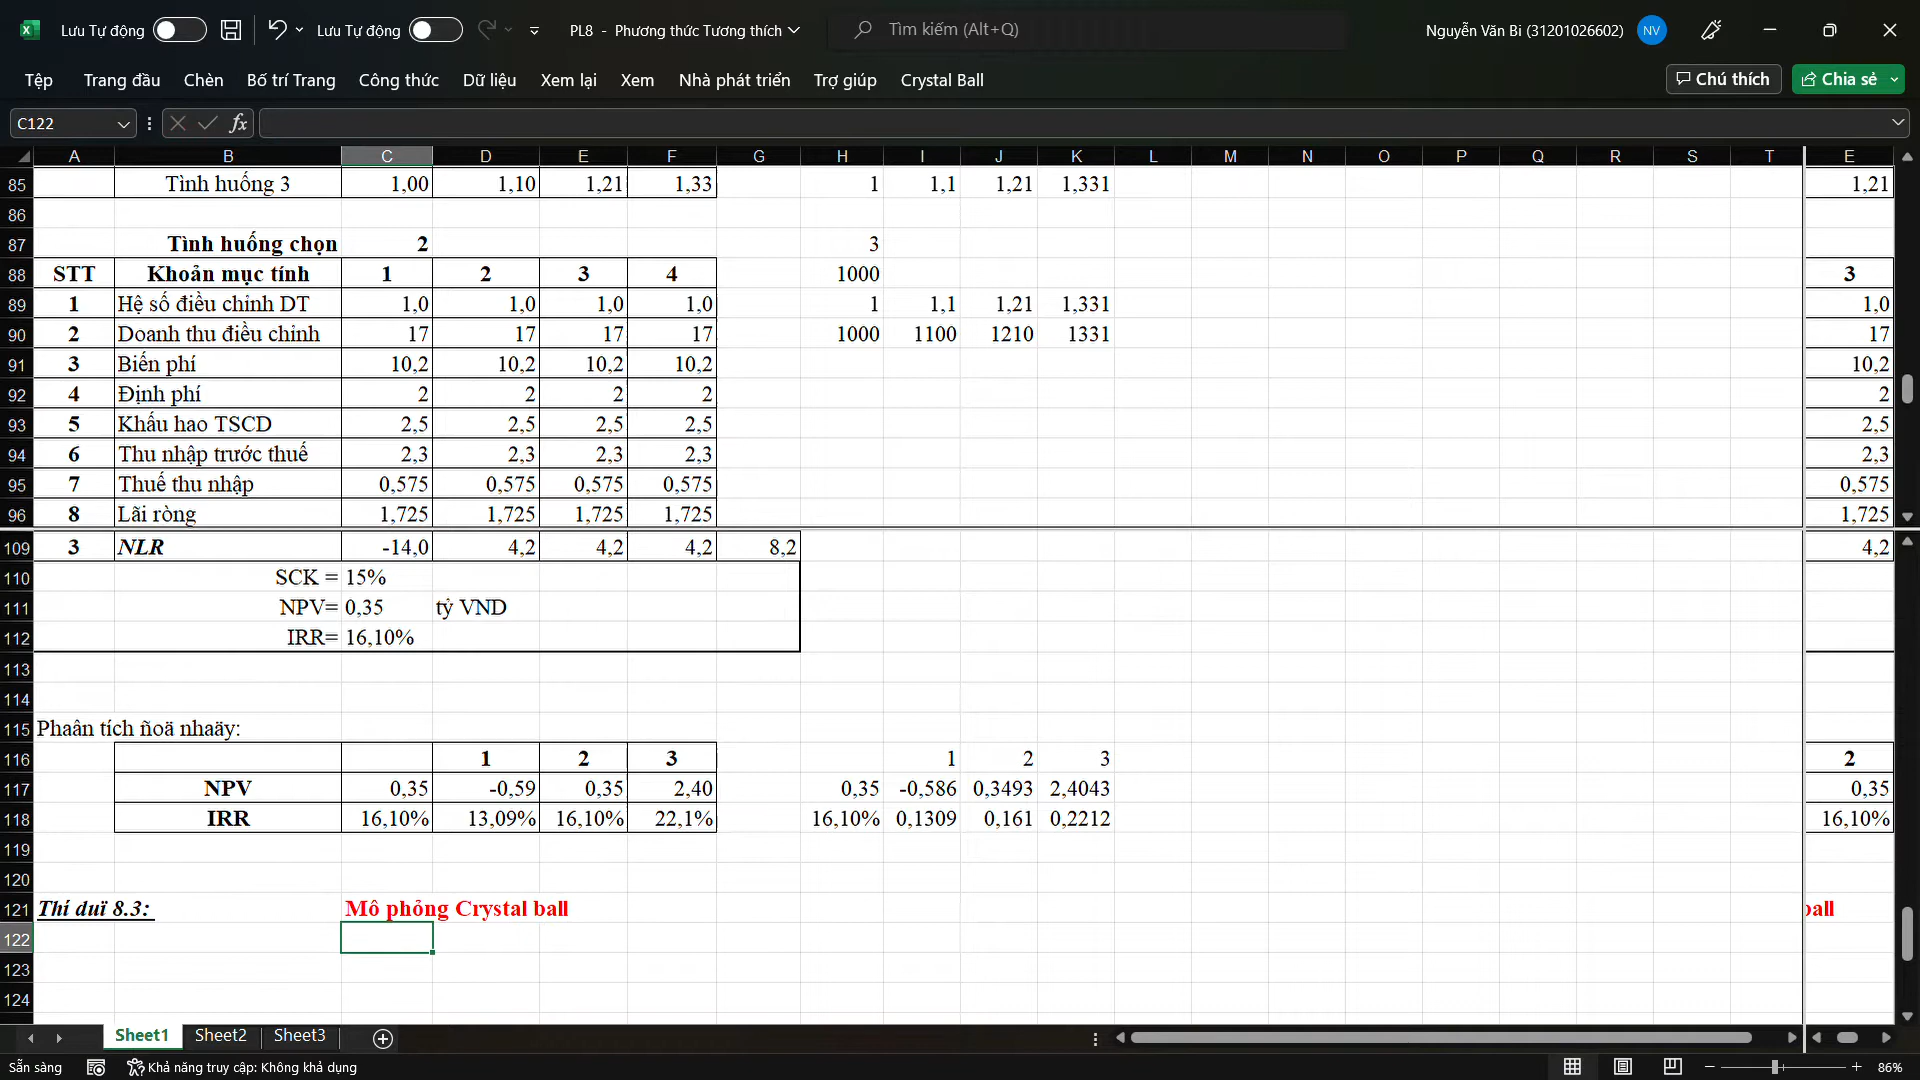 Lưu Tự động Lưu Tự động PL8 - Phương thức Tương thích Tìm kiếm (Alt+Q) Nguyễn Văn Bi (31201026602) NV
Tệp Trang đầu Chèn Bố trí Trang Công thức Dữ liệu Xem lại Xem Nhà phát triển Trợ giúp Crystal Ball Chú thích Chia sẻ
C122 fx
A B C D E F G H I J K L M N O P Q R S T E
85 Tình huống 3 1,00 1,10 1,21 1,33 1 1,1 1,21 1,331 1,21
86
87 Tình huống chọn 2 3
88 STT Khoản mục tính 1 2 3 4 1000 3
89 1 Hệ số điều chỉnh DT 1,0 1,0 1,0 1,0 1 1,1 1,21 1,331 1,0
90 2 Doanh thu điều chỉnh 17 17 17 17 1000 1100 1210 1331 17
91 3 Biến phí 10,2 10,2 10,2 10,2 10,2
92 4 Định phí 2 2 2 2 2
93 5 Khấu hao TSCD 2,5 2,5 2,5 2,5 2,5
94 6 Thu nhập trước thuế 2,3 2,3 2,3 2,3 2,3
95 7 Thuế thu nhập 0,575 0,575 0,575 0,575 0,575
96 8 Lãi ròng 1,725 1,725 1,725 1,725 1,725
109 3 NLR -14,0 4,2 4,2 4,2 8,2 4,2
110 SCK = 15%
111 NPV= 0,35 tỷ VND
112 IRR= 16,10%
113
114
115 Phaân tích ñoä nhaäy:
116 1 2 3 1 2 3 2
117 NPV 0,35 -0,59 0,35 2,40 0,35 -0,586 0,3493 2,4043 0,35
118 IRR 16,10% 13,09% 16,10% 22,1% 16,10% 0,1309 0,161 0,2212 16,10%
119
120
121 Thí duï 8.3: Mô phỏng Crystal ball ball
122
123
124
Sheet1 Sheet2 Sheet3
Sẵn sàng Khả năng truy cập: Không khả dụng 86%